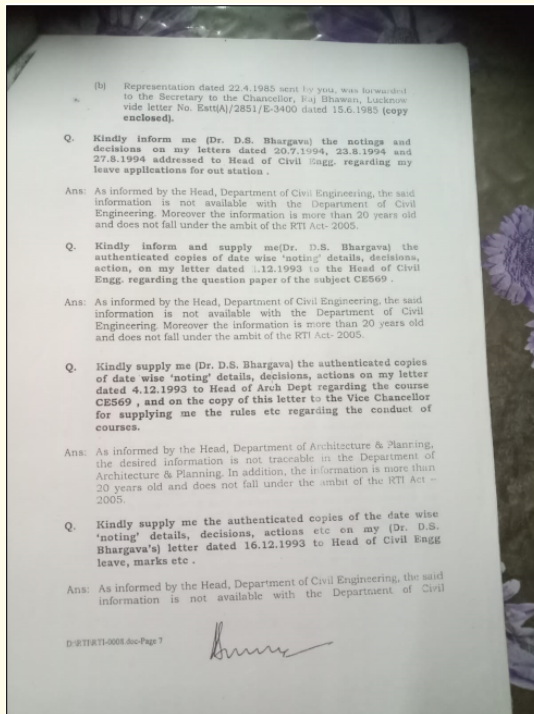 (b) Representation dated 22.4.1985 sent by you, was forwarded
to the Secretary to the Chancellor, Raj Bhawan, Lucknow
vide letter No. Estt(A)/2851/E-3400 dated 15.6.1985 (copy
enclosed).
Q. Kindly inform me (Dr. D.S. Bhargava) the notings and
decisions on my letters dated 20.7.1994, 23.8.1994 and
27.8.1994 addressed to Head of Civil Engg. regarding my
leave applications for out station .
Ans: As informed by the Head, Department of Civil Engineering, the said
information is not available with the Department of Civil
Engineering. Moreover the information is more than 20 years old
and does not fall under the ambit of the RTI Act- 2005.
Q. Kindly inform and supply me(Dr. D.S. Bhargava) the
authenticated copies of date wise 'noting' details, decisions,
action, on my letter dated 1.12.1993 to the Head of Civil
Engg. regarding the question paper of the subject CE569 .
Ans: As informed by the Head, Department of Civil Engineering, the said
information is not available with the Department of Civil
Engineering. Moreover the information is more than 20 years old
and does not fall under the ambit of the RTI Act- 2005.
Q. Kindly supply me (Dr. D.S. Bhargava) the authenticated copies
of date wise 'noting' details, decisions, actions on my letter
dated 4.12.1993 to Head of Arch Dept regarding the course
CE569 , and on the copy of this letter to the Vice Chancellor
for supplying me the rules etc regarding the conduct of
courses.
Ans: As informed by the Head, Department of Architecture & Planning,
the desired information is not traceable in the Department of
Architecture & Planning. In addition, the information is more than
20 years old and does not fall under the ambit of the RTI Act –
2005.
Q. Kindly supply me the authenticated copies of the date wise
'noting' details, decisions, actions etc on my (Dr. D.S.
Bhargava's) letter dated 16.12.1993 to Head of Civil Engg
leave, marks etc .
Ans: As informed by the Head, Department of Civil Engineering, the said
information is not available with the Department of Civil
D:\RTI\RTI-0008.doc-Page 7